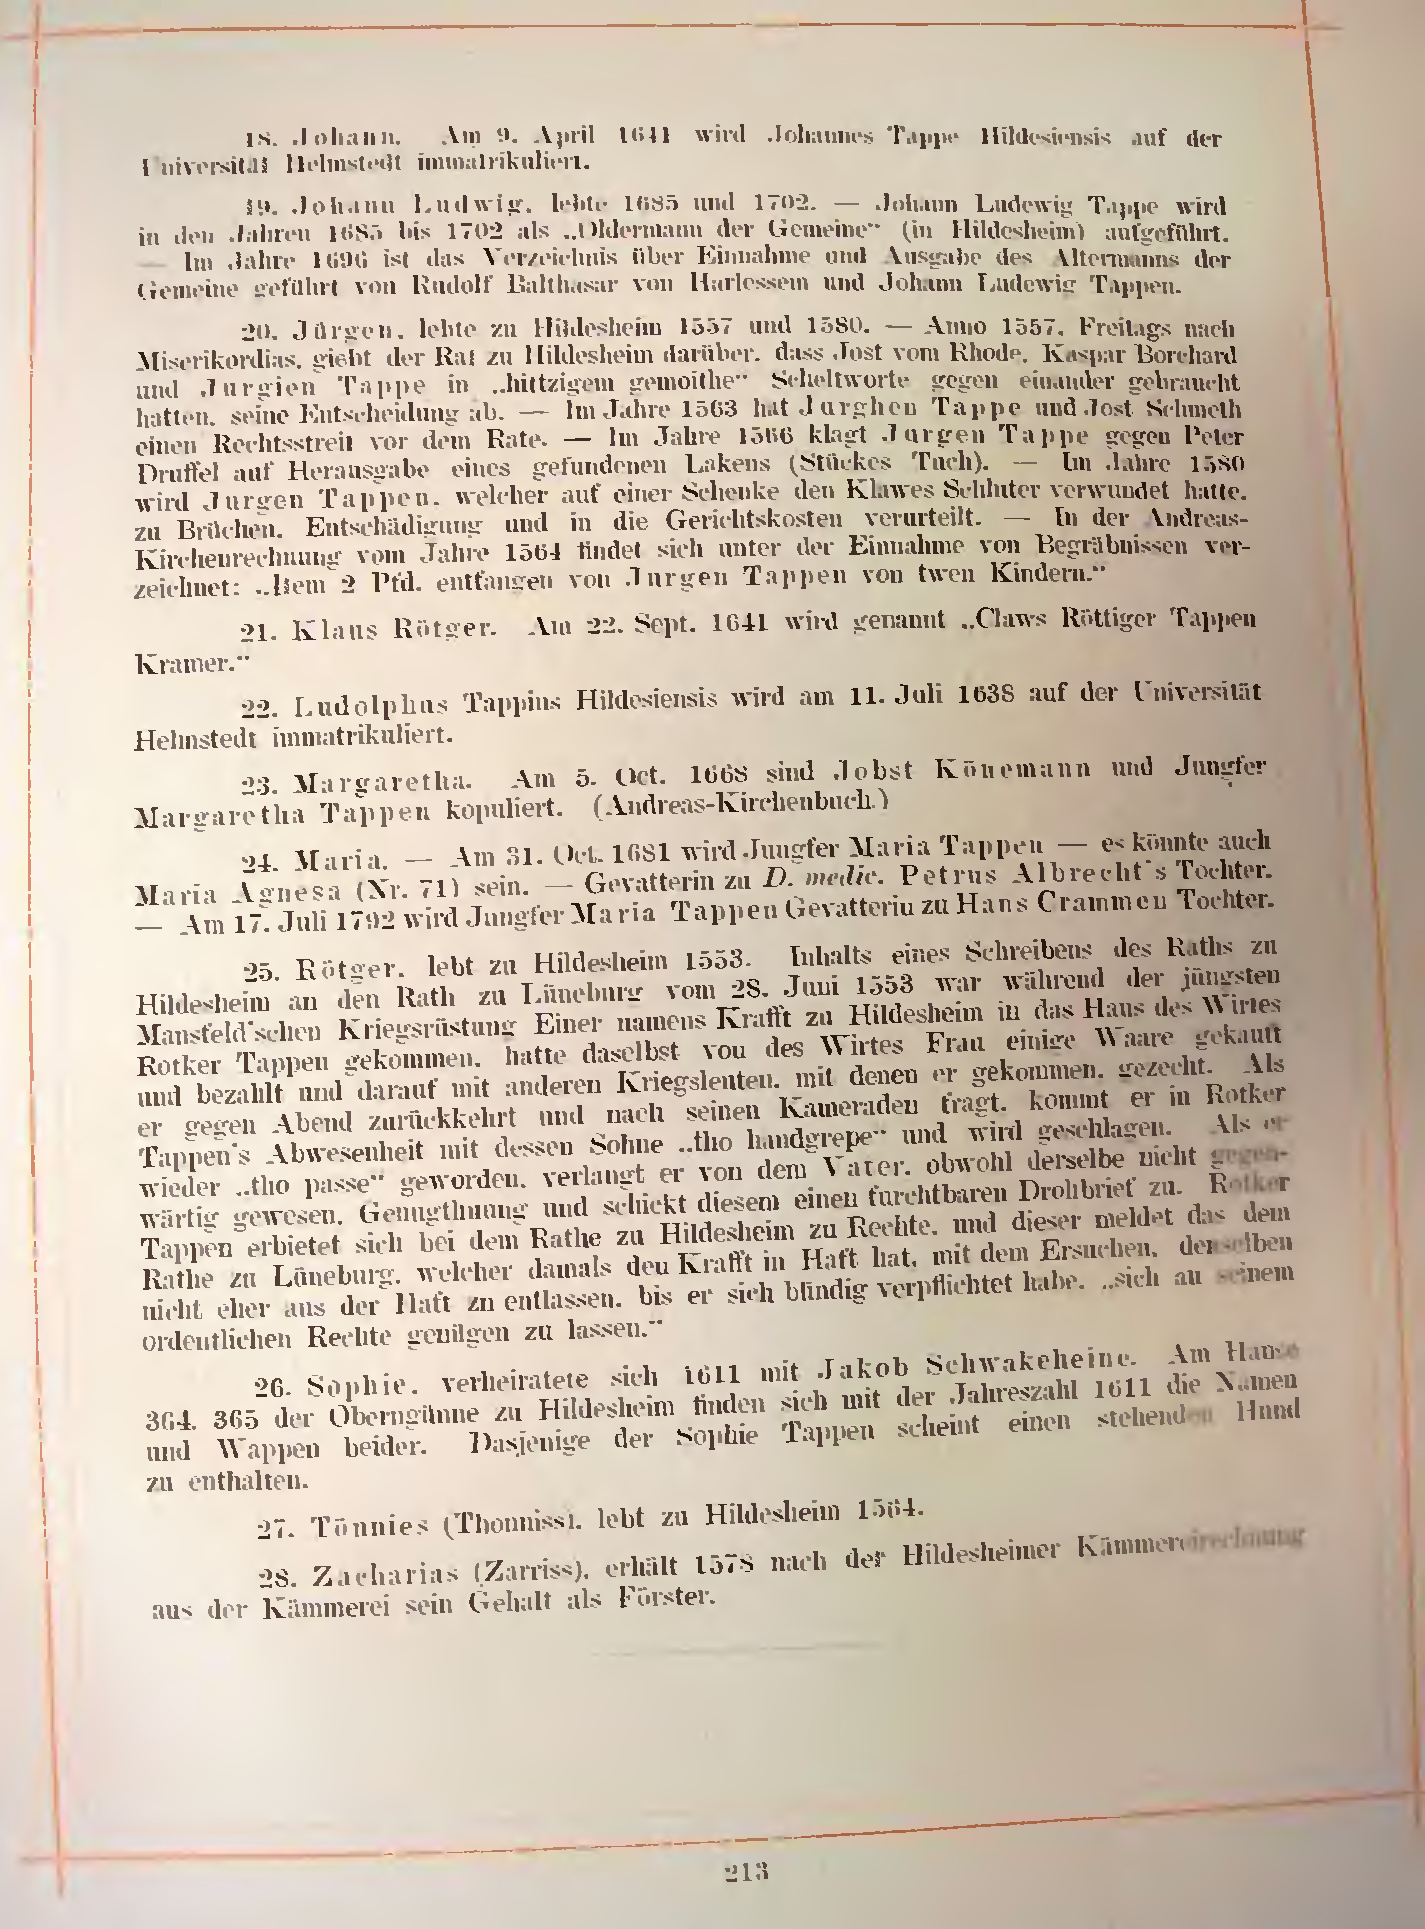 18. Johann. Am 9. April 1641 wird Johannes Tappe Hildesiensis auf der
Universität Helmstedt immatrikuliert.
19. Johann Ludwig, lebte 1685 und 1702. — Johann Ludewig Tappe wird
in den Jahren 1685 bis 1702 als „Oldermann der Gemeine“ (in Hildesheim) aufgeführt.
— Im Jahre 1696 ist das Verzeichnis über Einnahme und Ausgabe des Altermanns der
Gemeine geführt von Rudolf Balthasar von Harlessem und Johann Ludewig Tappen.
20. Jürgen, lebte zu Hildesheim 1557 und 1580. — Anno 1557, Freitags nach
Miserikordias, giebt der Rat zu Hildesheim darüber, dass Jost vom Rhode, Kaspar Borchard
und Jurgien Tappe in „hittzigem gemoithe“ Scheltworte gegen einander gebraucht
hatten, seine Entscheidung ab. — Im Jahre 1563 hat Jurghen Tappe und Jost Schmeth
einen Rechtsstreit vor dem Rate. — Im Jahre 1566 klagt Jurgen Tappe gegen Peter
Druffel auf Herausgabe eines gefundenen Lakens (Stückes Tuch). — Im Jahre 1580
wird Jurgen Tappen, welcher auf einer Schenke den Klawes Schluter verwundet hatte,
zu Brüchen, Entschädigung und in die Gerichtskosten verurteilt. — In der Andreas-
Kirchenrechnung vom Jahre 1564 findet sich unter der Einnahme von Begräbnissen ver-
zeichnet: „Item 2 Pfd. entfangen von Jurgen Tappen von twen Kindern.“
21. Klaus Rötger. Am 22. Sept. 1641 wird genannt „Claws Röttiger Tappen
Kramer.“
22. Ludolphus Tappius Hildesiensis wird am 11. Juli 1638 auf der Universität
Helmstedt immatrikuliert.
23. Margaretha. Am 5. Oct. 1668 sind Jobst Könemann und Jungfer
Margaretha Tappen kopuliert. (Andreas-Kirchenbuch.)
24. Maria. — Am 31. Oct. 1681 wird Jungfer Maria Tappen — es könnte auch
Maria Agnesa (Nr. 71) sein. — Gevatterin zu D. medic. Petrus Albrecht's Tochter.
— Am 17. Juli 1792 wird Jungfer Maria Tappen Gevatterin zu Hans Crammen Tochter.
25. Rötger, lebt zu Hildesheim 1553. Inhalts eines Schreibens des Raths zu
Hildesheim an den Rath zu Lüneburg vom 28. Juni 1553 war während der jüngsten
Mansfeld'schen Kriegsrüstung Einer namens Krafft zu Hildesheim in das Haus des Wirtes
Rotker Tappen gekommen, hatte daselbst von des Wirtes Frau einige Waare gekauft
und bezahlt und darauf mit anderen Kriegsleuten, mit denen er gekommen, gezecht. Als
er gegen Abend zurückkehrt und nach seinen Kameraden fragt, kommt er in Rotker
Tappen's Abwesenheit mit dessen Sohne „tho handgrepe“ und wird geschlagen. Als er
wieder „tho passe“ geworden, verlangt er von dem Vater, obwohl derselbe nicht gegen-
wärtig gewesen, Genugthuung und schickt diesem einen furchtbaren Drohbrief zu. Rotker
Tappen erbietet sich bei dem Rathe zu Hildesheim zu Rechte, und dieser meldet das dem
Rathe zu Lüneburg, welcher damals den Krafft in Haft hat, mit dem Ersuchen, denselben
nicht eher aus der Haft zu entlassen, bis er sich bündig verpflichtet habe, „sich an seinem
ordentlichen Rechte genügen zu lassen.“
26. Sophie, verheiratete sich 1611 mit Jakob Schwakeheine. Am Hause
364, 365 der Oberngünne zu Hildesheim finden sich mit der Jahreszahl 1611 die Namen
und Wappen beider. Dasjenige der Sophie Tappen scheint einen stehenden Hund
zu enthalten.
27. Tönnies (Thonniss), lebt zu Hildesheim 1564.
28. Zacharias (Zarriss), erhält 1578 nach der Hildesheimer Kämmereirechnung
aus der Kämmerei sein Gehalt als Förster.
213